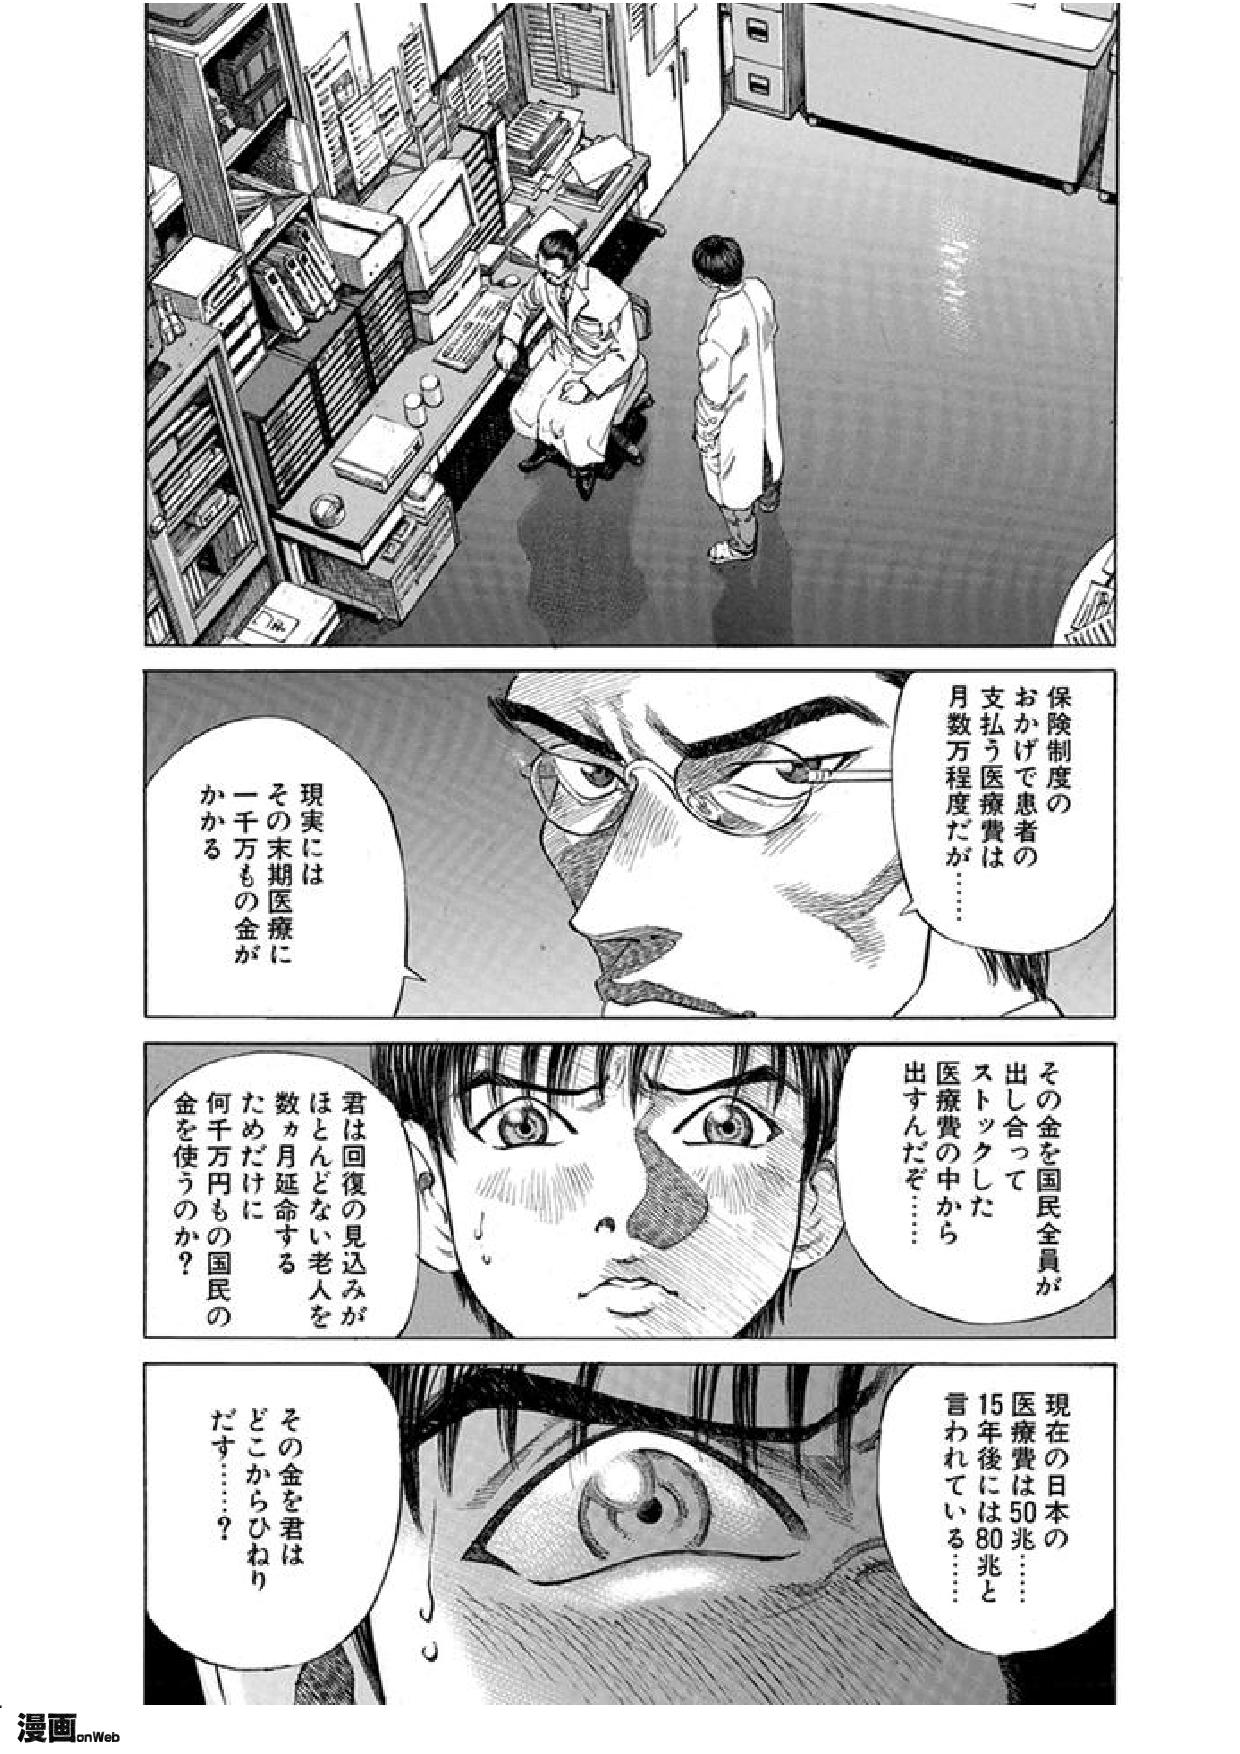 保険制度の
おかげで患者の
支払う医療費は
月数万程度だが………
現実には
その末期医療に
一千万もの金が
かかる
その金を国民全員が
出し合って
ストックした
医療費の中から
出すんだぞ……
君は回復の見込みが
ほとんどない老人を
数ヵ月延命する
ためだけに
何千万円もの国民の
金を使うのか?
現在の日本の
医療費は50兆……
15年後には80兆と
言われている……
その金を君は
どこからひねり
だす……?
漫画onWeb